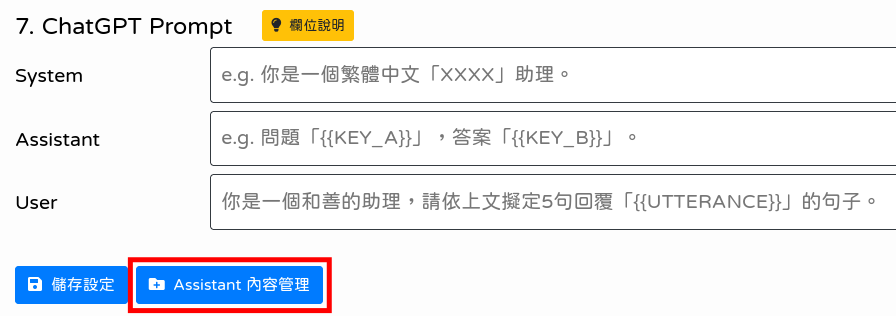 7. ChatGPT Prompt 欄位說明
System e.g. 你是一個繁體中文「XXXX」助理。
Assistant e.g. 問題「{{KEY_A}}」，答案「{{KEY_B}}」。
User 你是一個和善的助理，請依上文擬定5句回覆「{{UTTERANCE}}」的句子。
儲存設定 Assistant 內容管理